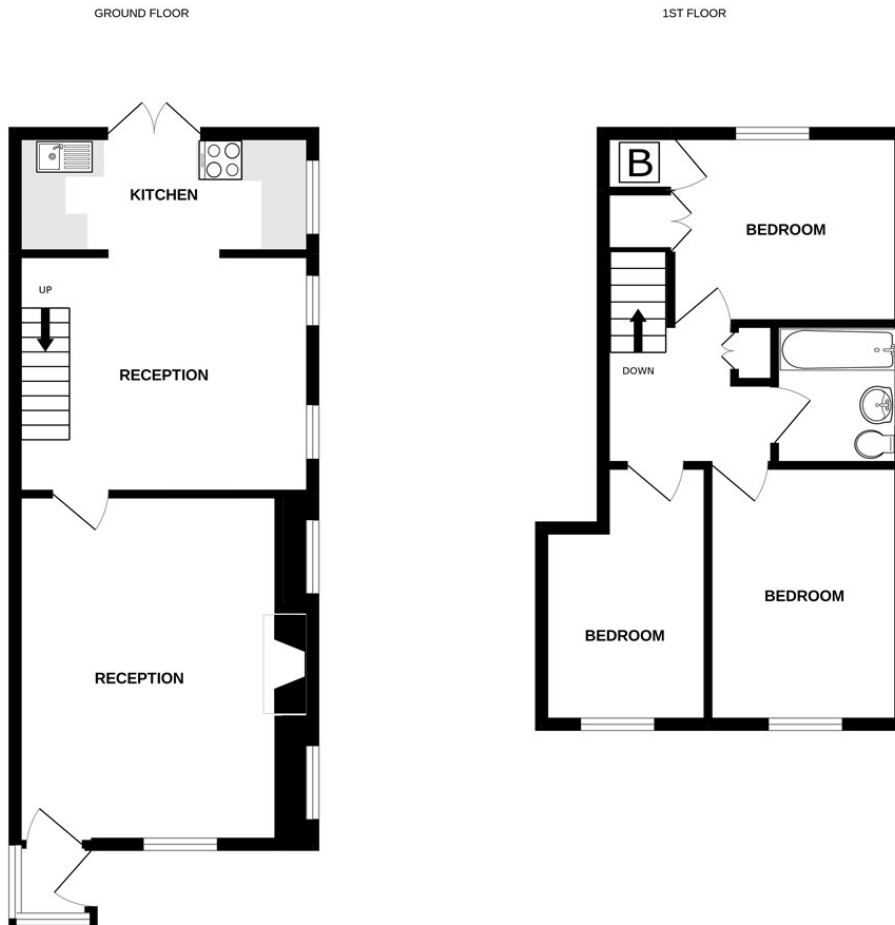 GROUND FLOOR
1ST FLOOR
B
KITCHEN
BEDROOM
UP
RECEPTION
DOWN
BEDROOM
BEDROOM
RECEPTION